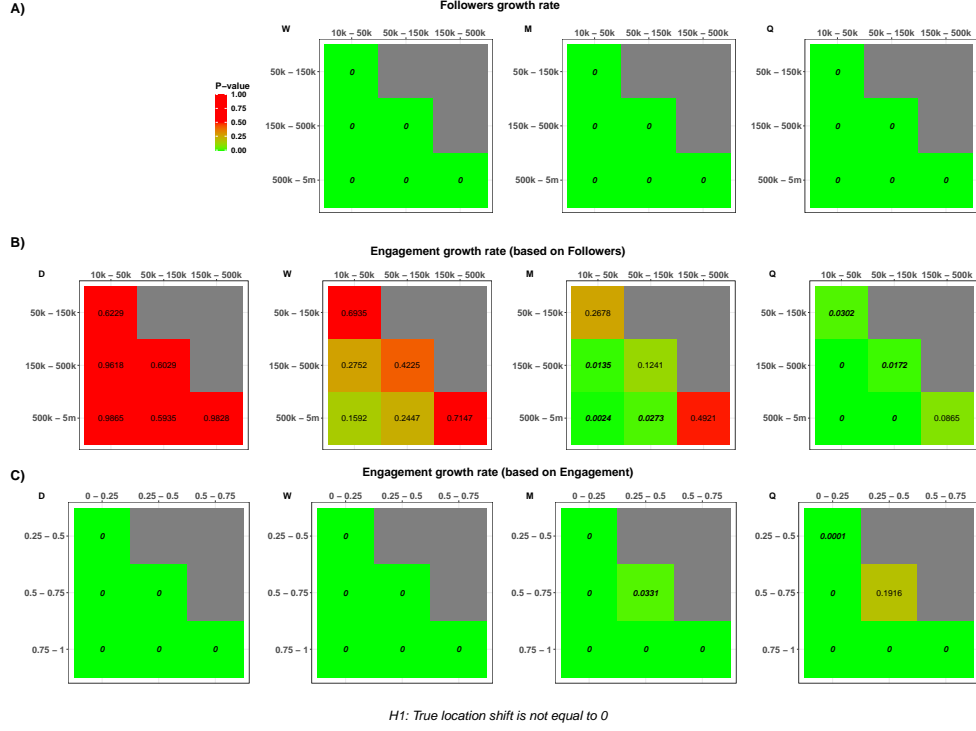 A)
Followers growth rate
W
10k − 50k 50k − 150k 150k − 500k
50k − 150k 0
150k − 500k 0 0
500k − 5m 0 0 0
M
10k − 50k 50k − 150k 150k − 500k
50k − 150k 0
150k − 500k 0 0
500k − 5m 0 0 0
Q
10k − 50k 50k − 150k 150k − 500k
50k − 150k 0
150k − 500k 0 0
500k − 5m 0 0 0
P−value
1.00
0.75
0.50
0.25
0.00
B)
Engagement growth rate (based on Followers)
D
10k − 50k 50k − 150k 150k − 500k
50k − 150k 0.6229
150k − 500k 0.9618 0.6029
500k − 5m 0.9865 0.5935 0.9828
W
10k − 50k 50k − 150k 150k − 500k
50k − 150k 0.6935
150k − 500k 0.2752 0.4225
500k − 5m 0.1592 0.2447 0.7147
M
10k − 50k 50k − 150k 150k − 500k
50k − 150k 0.2678
150k − 500k 0.0135 0.1241
500k − 5m 0.0024 0.0273 0.4921
Q
10k − 50k 50k − 150k 150k − 500k
50k − 150k 0.0302
150k − 500k 0 0.0172
500k − 5m 0 0 0.0865
C)
Engagement growth rate (based on Engagement)
D
0 − 0.25 0.25 − 0.5 0.5 − 0.75
0.25 − 0.5 0
0.5 − 0.75 0 0
0.75 − 1 0 0 0
W
0 − 0.25 0.25 − 0.5 0.5 − 0.75
0.25 − 0.5 0
0.5 − 0.75 0 0
0.75 − 1 0 0 0
M
0 − 0.25 0.25 − 0.5 0.5 − 0.75
0.25 − 0.5 0
0.5 − 0.75 0 0.0331
0.75 − 1 0 0 0
Q
0 − 0.25 0.25 − 0.5 0.5 − 0.75
0.25 − 0.5 0.0001
0.5 − 0.75 0 0.1916
0.75 − 1 0 0 0
H1: True location shift is not equal to 0